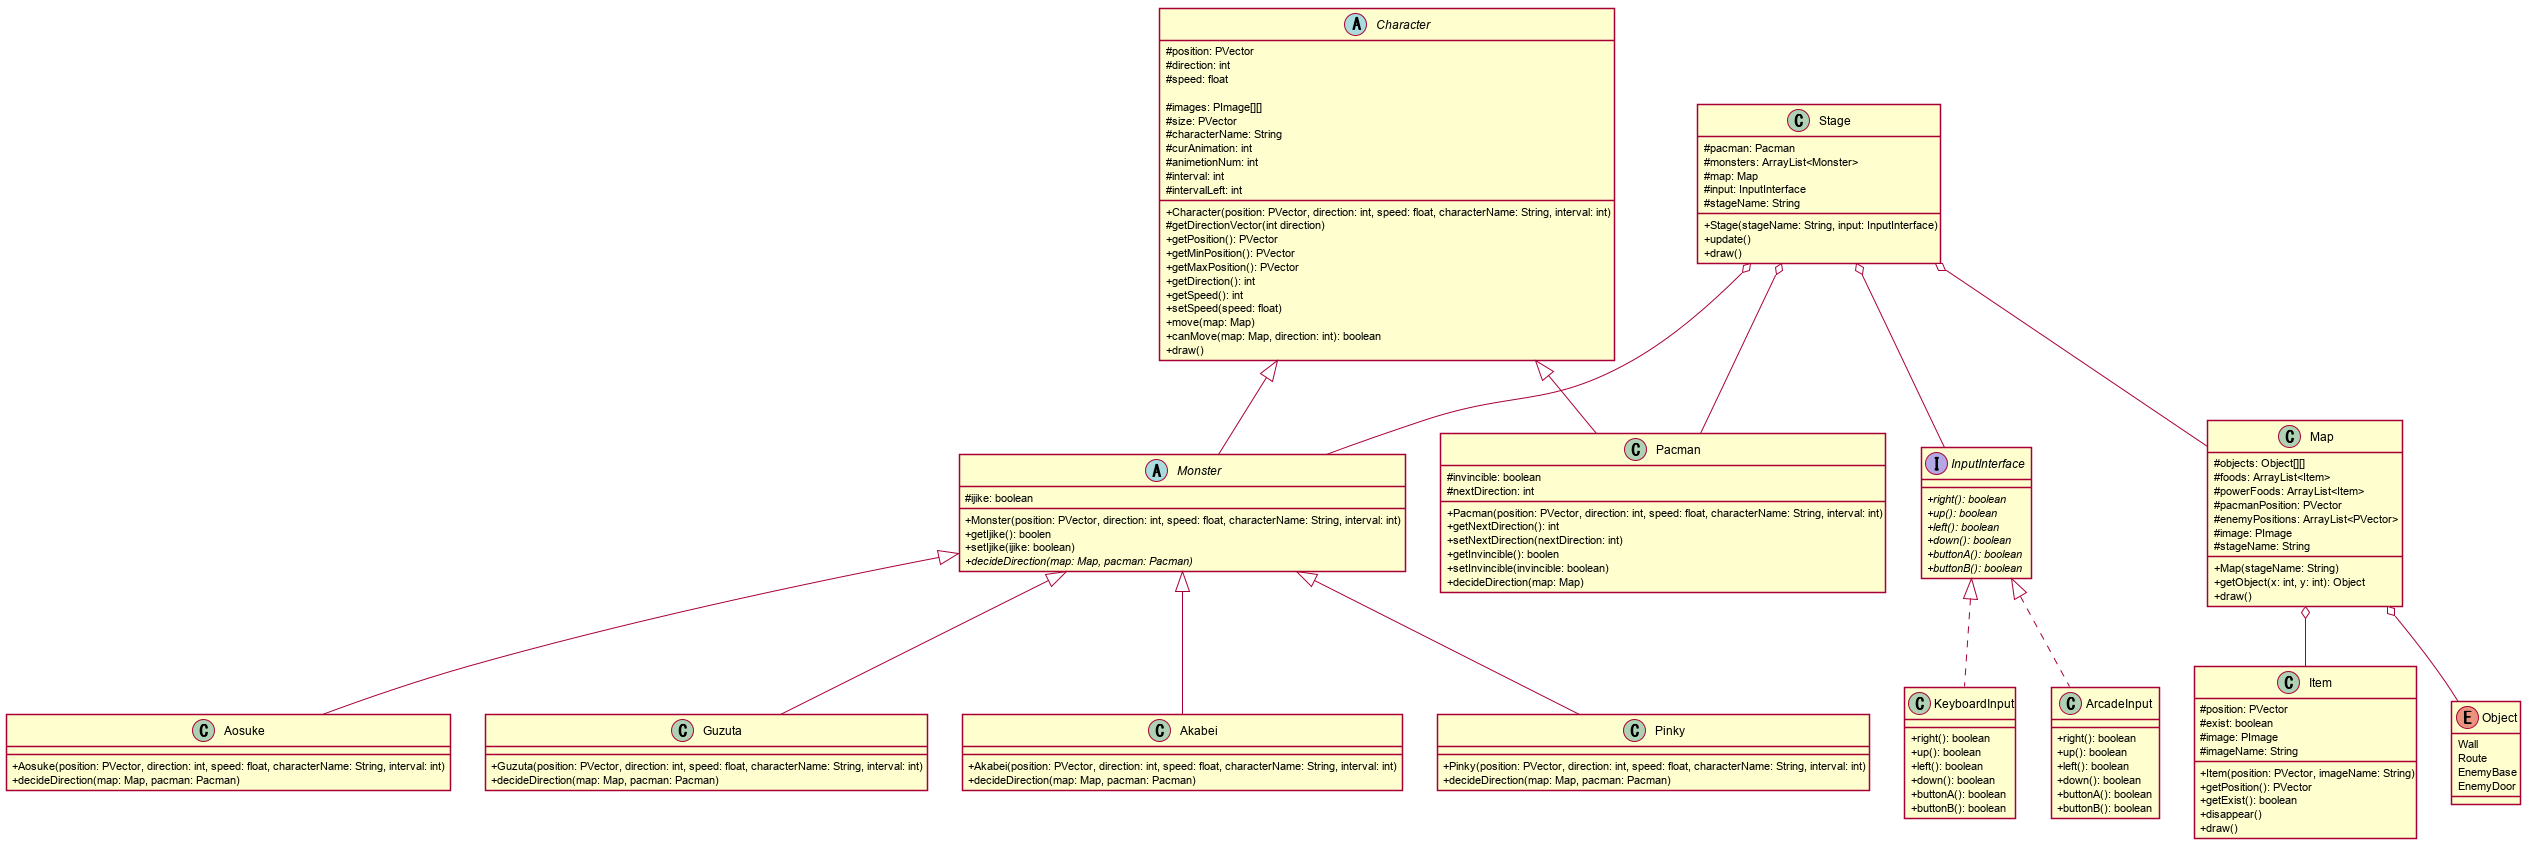 A Character
#position: PVector
#direction: int
#speed: float
#images: PImage[][]
#size: PVector
#characterName: String
#curAnimation: int
#animetionNum: int
#interval: int
#intervalLeft: int
+Character(position: PVector, direction: int, speed: float, characterName: String, interval: int)
#getDirectionVector(int direction)
+getPosition(): PVector
+getMinPosition(): PVector
+getMaxPosition(): PVector
+getDirection(): int
+getSpeed(): int
+setSpeed(speed: float)
+move(map: Map)
+canMove(map: Map, direction: int): boolean
+draw()
C Stage
#pacman: Pacman
#monsters: ArrayList<Monster>
#map: Map
#input: InputInterface
#stageName: String
+Stage(stageName: String, input: InputInterface)
+update()
+draw()
A Monster
#ijike: boolean
+Monster(position: PVector, direction: int, speed: float, characterName: String, interval: int)
+getIjike(): boolen
+setIjike(ijike: boolean)
+decideDirection(map: Map, pacman: Pacman)
C Pacman
#invincible: boolean
#nextDirection: int
+Pacman(position: PVector, direction: int, speed: float, characterName: String, interval: int)
+getNextDirection(): int
+setNextDirection(nextDirection: int)
+getInvincible(): boolen
+setInvincible(invincible: boolean)
+decideDirection(map: Map)
I InputInterface
+right(): boolean
+up(): boolean
+left(): boolean
+down(): boolean
+buttonA(): boolean
+buttonB(): boolean
C Map
#objects: Object[][]
#foods: ArrayList<Item>
#powerFoods: ArrayList<Item>
#pacmanPosition: PVector
#enemyPositions: ArrayList<PVector>
#image: PImage
#stageName: String
+Map(stageName: String)
+getObject(x: int, y: int): Object
+draw()
C Aosuke
+Aosuke(position: PVector, direction: int, speed: float, characterName: String, interval: int)
+decideDirection(map: Map, pacman: Pacman)
C Guzuta
+Guzuta(position: PVector, direction: int, speed: float, characterName: String, interval: int)
+decideDirection(map: Map, pacman: Pacman)
C Akabei
+Akabei(position: PVector, direction: int, speed: float, characterName: String, interval: int)
+decideDirection(map: Map, pacman: Pacman)
C Pinky
+Pinky(position: PVector, direction: int, speed: float, characterName: String, interval: int)
+decideDirection(map: Map, pacman: Pacman)
C KeyboardInput
+right(): boolean
+up(): boolean
+left(): boolean
+down(): boolean
+buttonA(): boolean
+buttonB(): boolean
C ArcadeInput
+right(): boolean
+up(): boolean
+left(): boolean
+down(): boolean
+buttonA(): boolean
+buttonB(): boolean
C Item
#position: PVector
#exist: boolean
#image: PImage
#imageName: String
+Item(position: PVector, imageName: String)
+getPosition(): PVector
+getExist(): boolean
+disappear()
+draw()
E Object
Wall
Route
EnemyBase
EnemyDoor